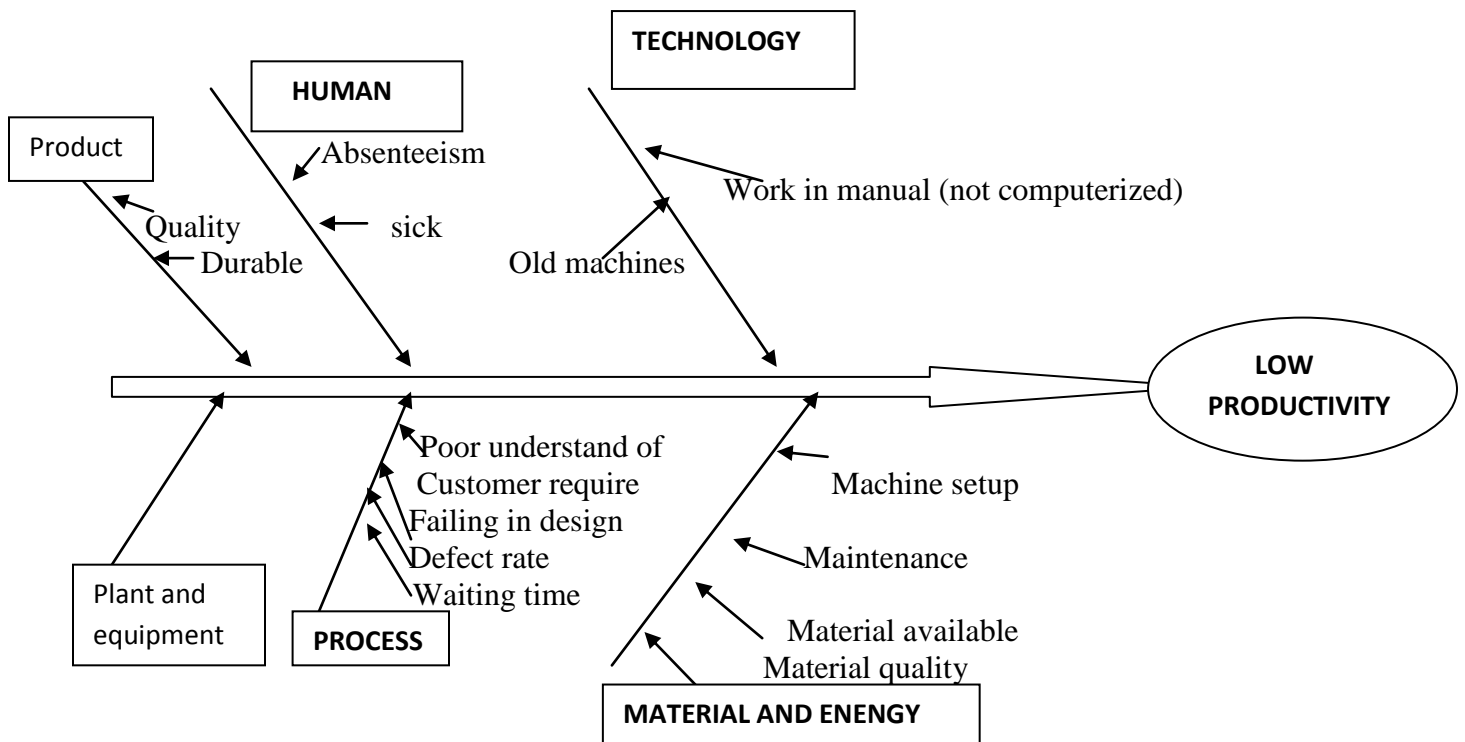 TECHNOLOGY
HUMAN
Product
Absenteeism
Work in manual (not computerized)
Quality
sick
Durable
Old machines
LOW
PRODUCTIVITY
Poor understand of
Customer require
Failing in design
Defect rate
Waiting time
Machine setup
Maintenance
Material available
Material quality
Plant and
equipment
PROCESS
MATERIAL AND ENENGY